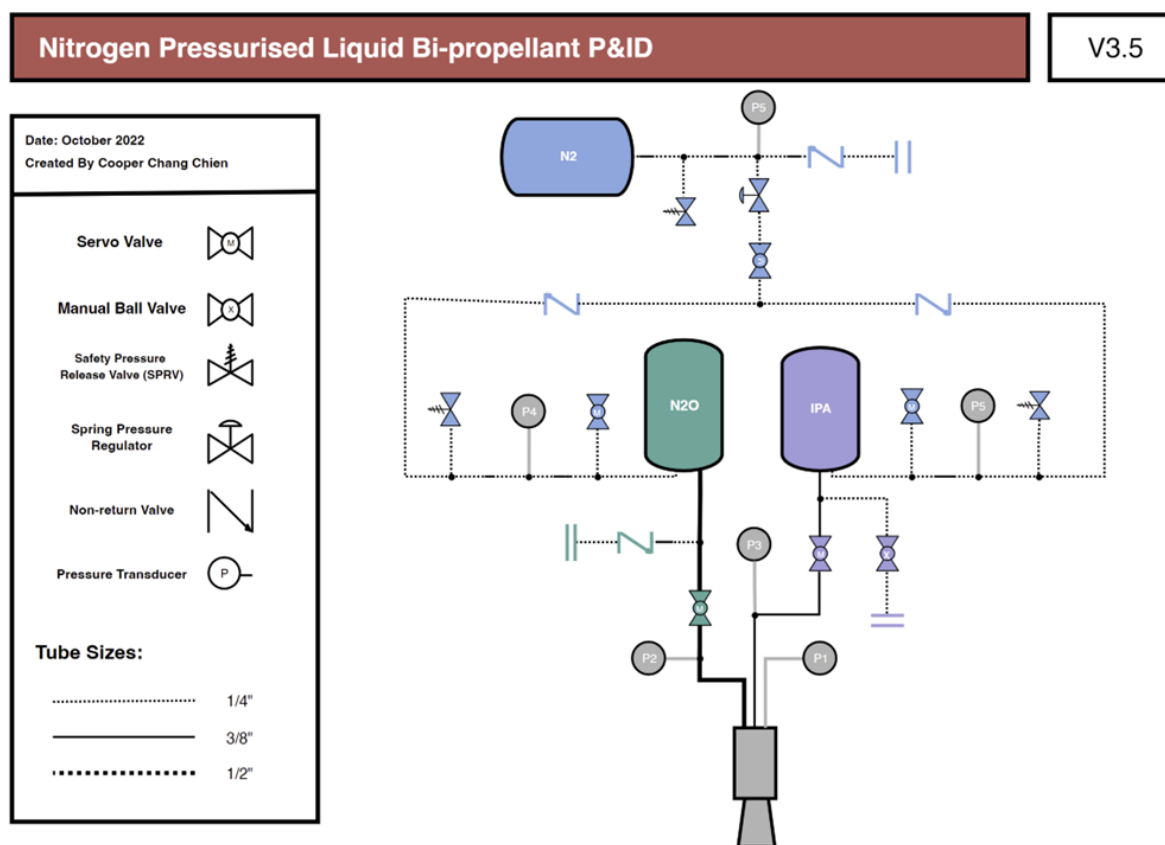 Nitrogen Pressurised Liquid Bi-propellant P&ID
V3.5
Date: October 2022
Created By Cooper Chang Chien
Servo Valve
M
Manual Ball Valve
X
Safety Pressure
Release Valve (SPRV)
Spring Pressure
Regulator
Non-return Valve
Pressure Transducer
P
Tube Sizes:
1/4"
3/8"
1/2"
P5
N2
N2O
IPA
P4
M
M
P5
P3
M
X
M
P2
P1